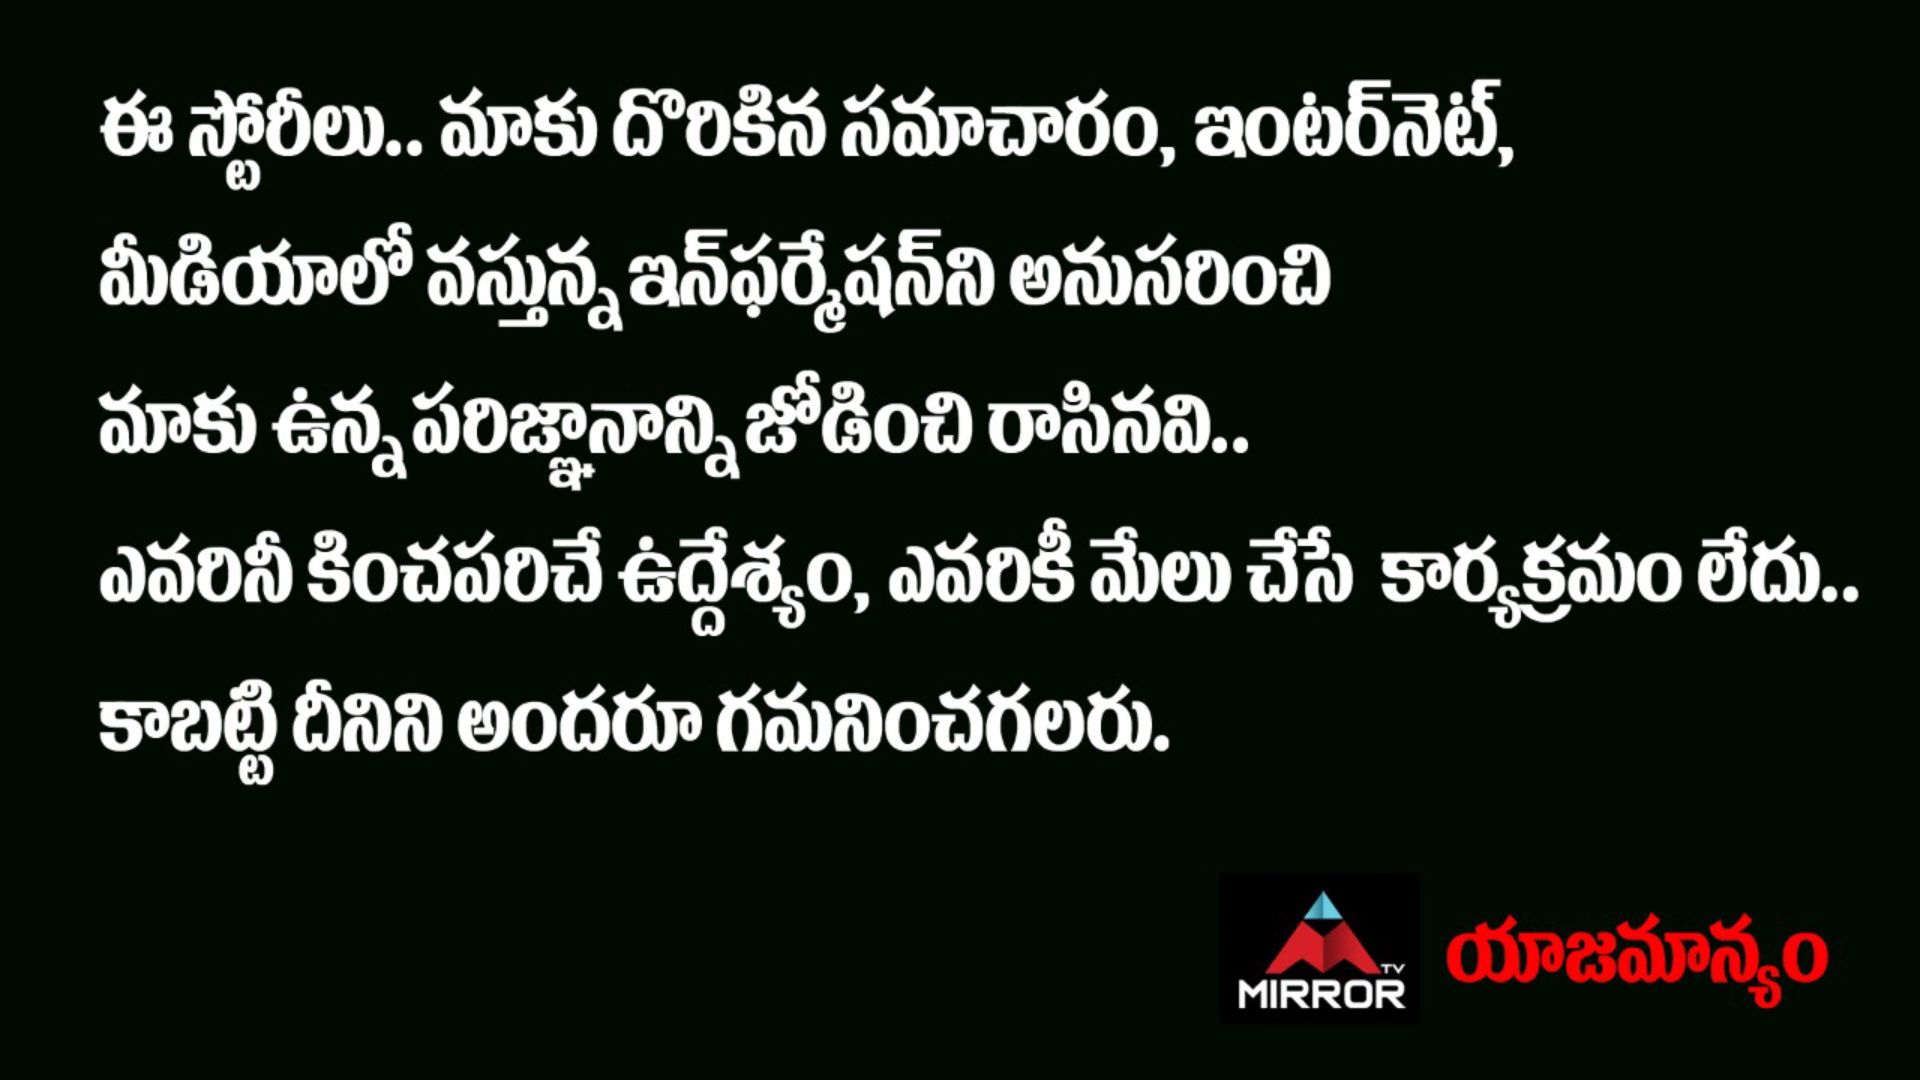 ఈ స్టోరీలు.. మాకు దొరికిన సమాచారం, ఇంటర్‌నెట్,
మీడియాలో వస్తున్న ఇన్‌ఫర్మేషన్‌ని అనుసరించి
మాకు ఉన్న పరిజ్ఞానాన్ని జోడించి రాసినవి..
ఎవరినీ కించపరిచే ఉద్దేశ్యం, ఎవరికీ మేలు చేసే కార్యక్రమం లేదు..
కాబట్టి దీనిని అందరూ గమనించగలరు.
MIRROR TV యాజమాన్యం